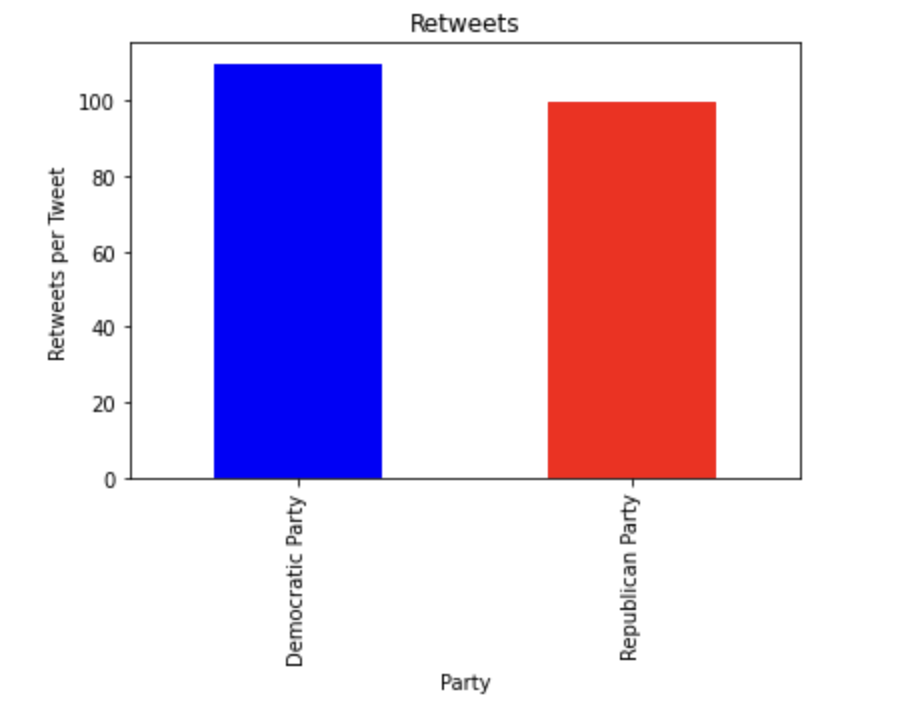 Retweets
Retweets per Tweet
100
80
60
40
20
0
Democratic Party
Republican Party
Party